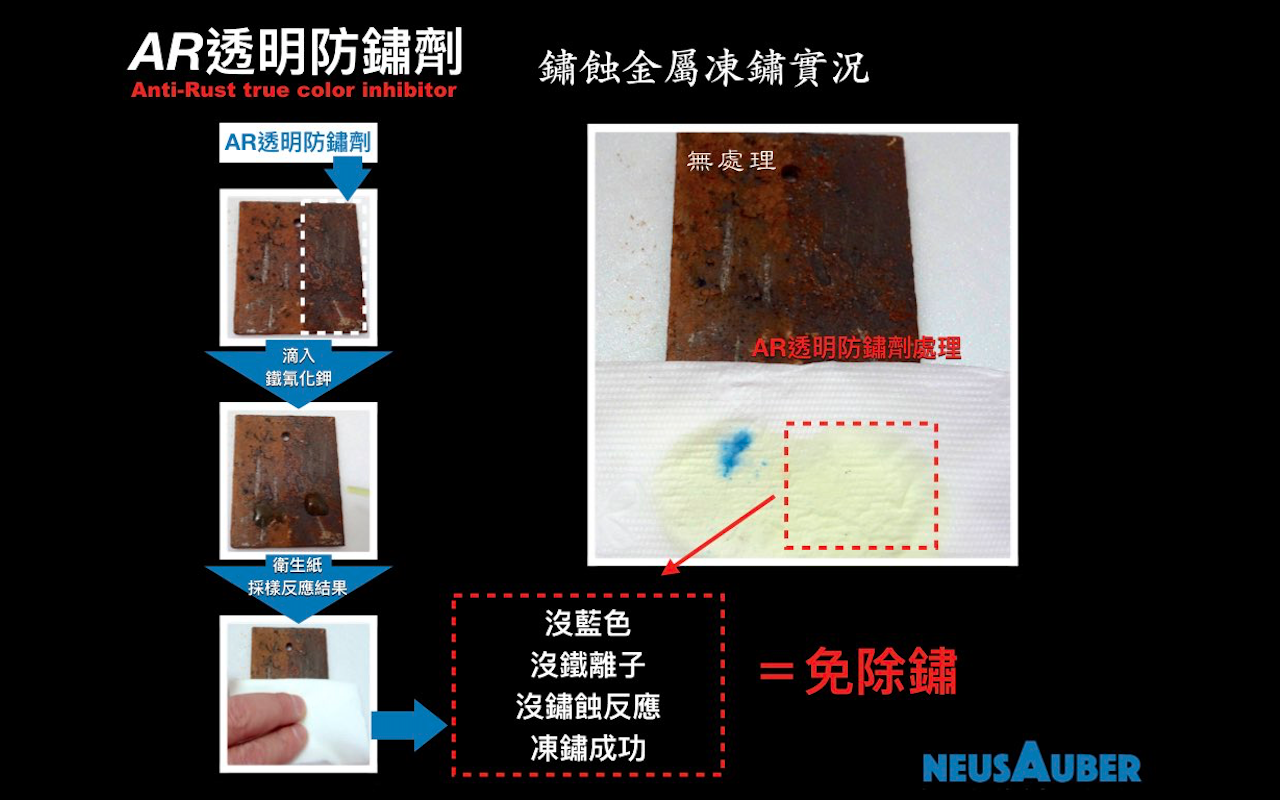 AR透明防鏽劑
Anti-Rust true color inhibitor
鏽蝕金屬凍鏽實況
AR透明防鏽劑
滴入
鐵氰化鉀
衛生紙
採樣反應結果
無處理
AR透明防鏽劑處理
沒藍色
沒鐵離子
沒鏽蝕反應
凍鏽成功
=免除鏽
NEUSAUBER